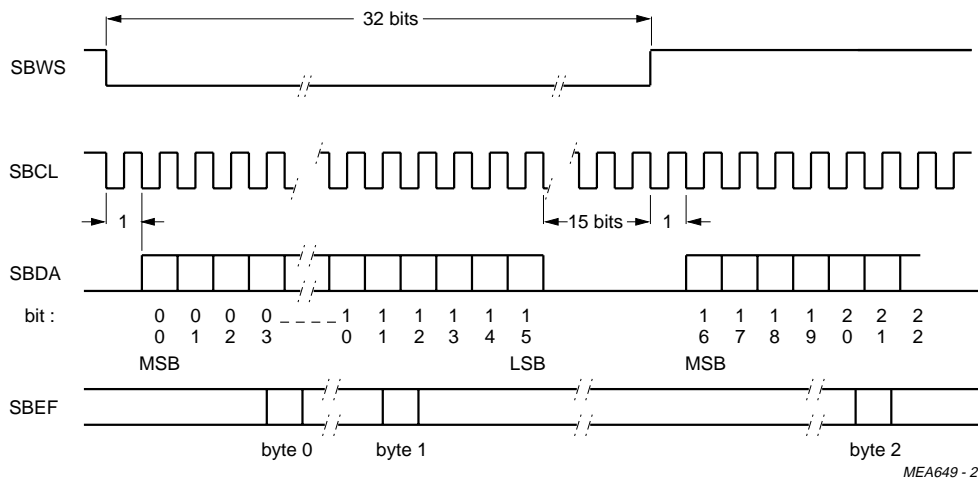 32 bits
SBWS
SBCL
1
15 bits
1
SBDA
bit : 0 0 0 0 _ _ _ _ _ 1 1 1 1 1 1 1 1 1 1 2 2 2
0 1 2 3 0 1 2 3 4 5 6 7 8 9 0 1 2
MSB LSB MSB
SBEF
byte 0 byte 1 byte 2
MEA649 - 2